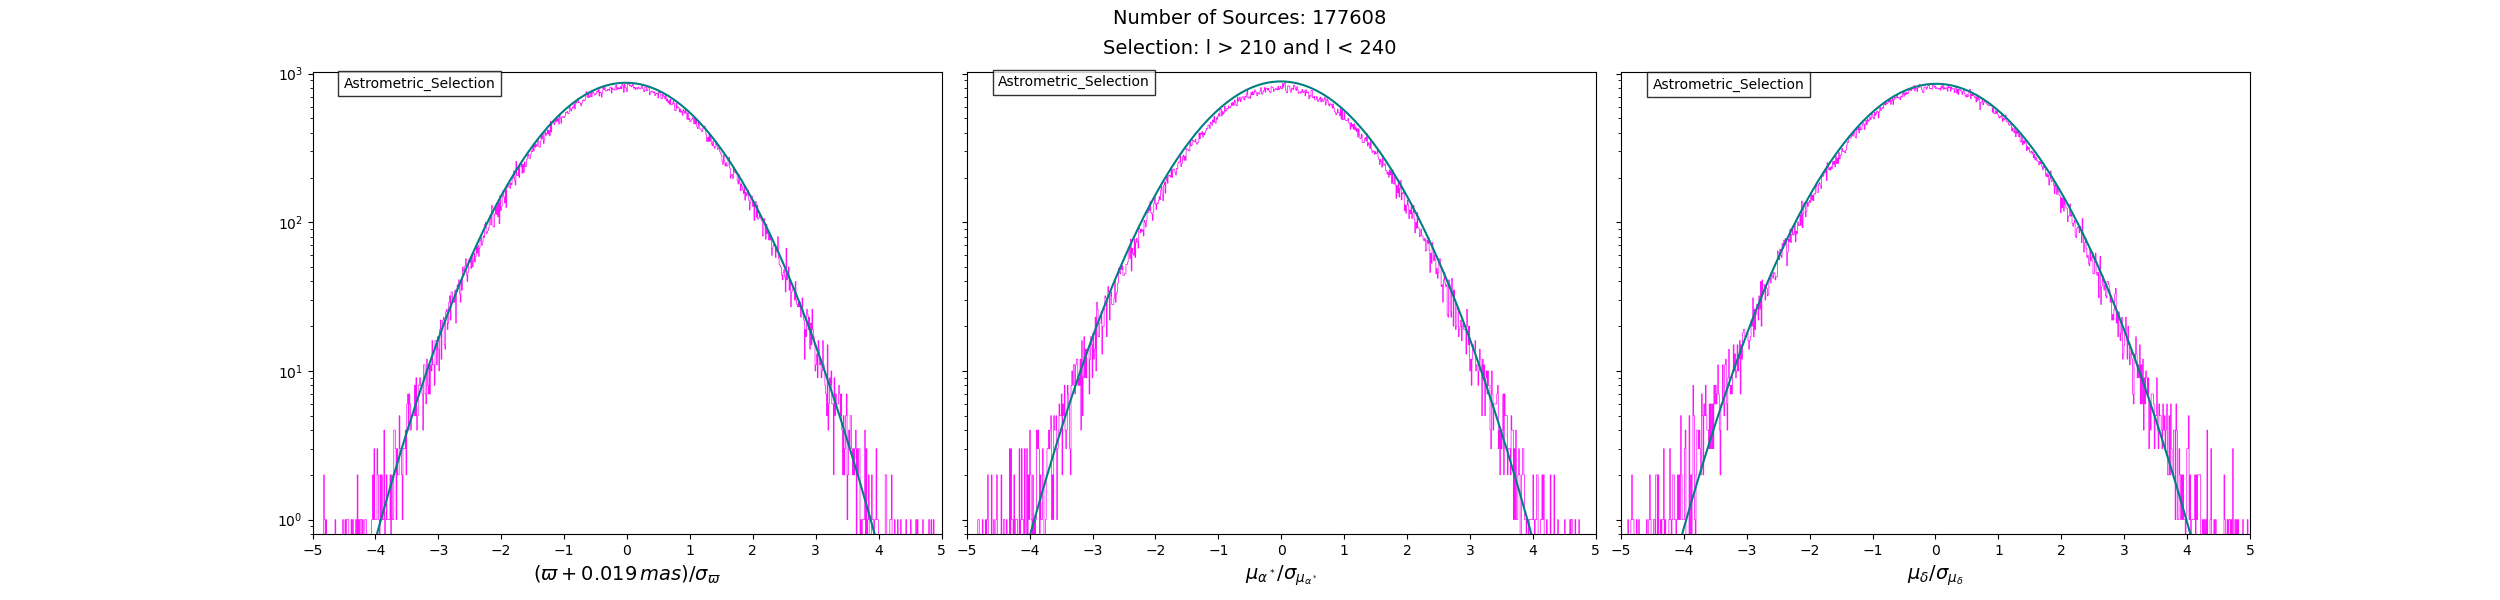 Number of Sources: 177608
Selection: l > 210 and l < 240
Astrometric_Selection
Astrometric_Selection
Astrometric_Selection
10³
10²
10¹
10⁰
−5 −4 −3 −2 −1 0 1 2 3 4 5
−5 −4 −3 −2 −1 0 1 2 3 4 5
−5 −4 −3 −2 −1 0 1 2 3 4 5
(ϖ + 0.019 mas)/σ_ϖ
μ_α*/σ_μ_α*
μ_δ/σ_μ_δ